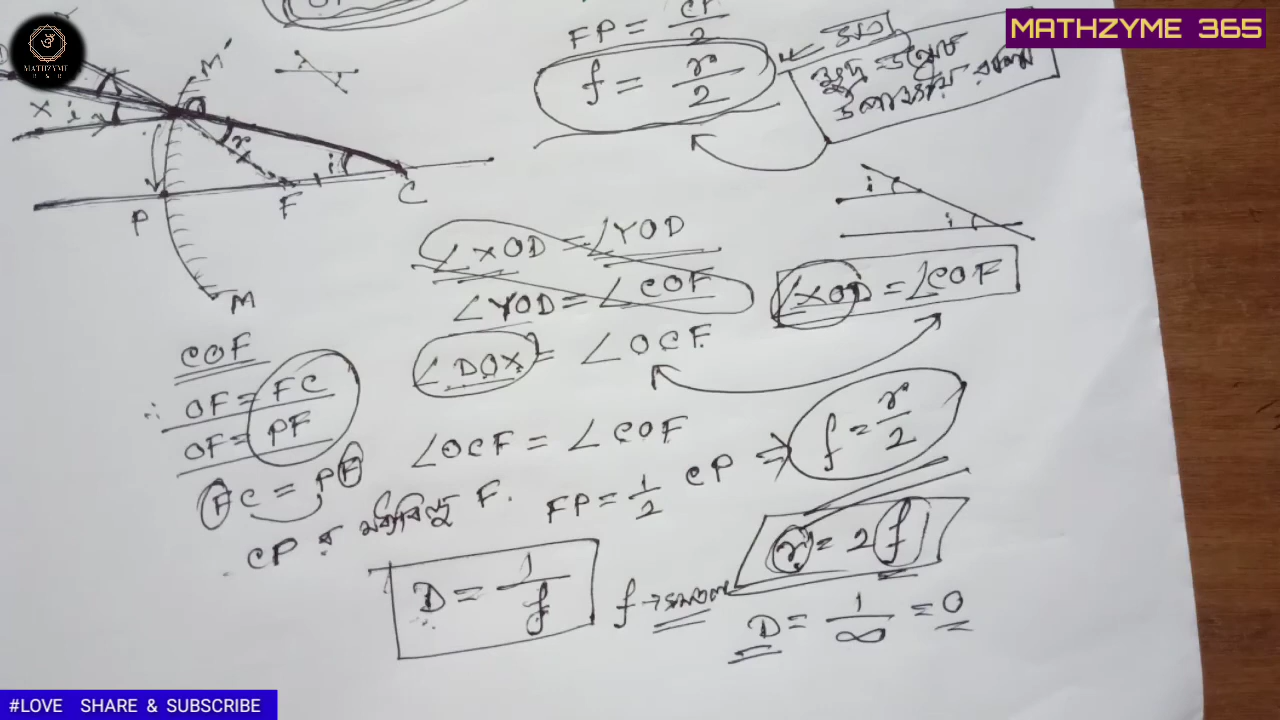 MATHZYME 365
MATHZYME
FP = CP/2
f = r/2
M'
X i
O
r
i
P
F
C
M
i
i
∠XOD = ∠YOD
∠YOD = ∠COF
∠XOD = ∠COF
∠DOX = ∠OCF
COF
∴ OF = FC
OF = PF
FC = PF
∠OCF = ∠COF
CP র মধ্যবিন্দু F.
FP = 1/2 CP ⇒ f = r/2
r = 2f
D = 1/f
f → সমতল
D = 1/∞ = 0
#LOVE SHARE & SUBSCRIBE